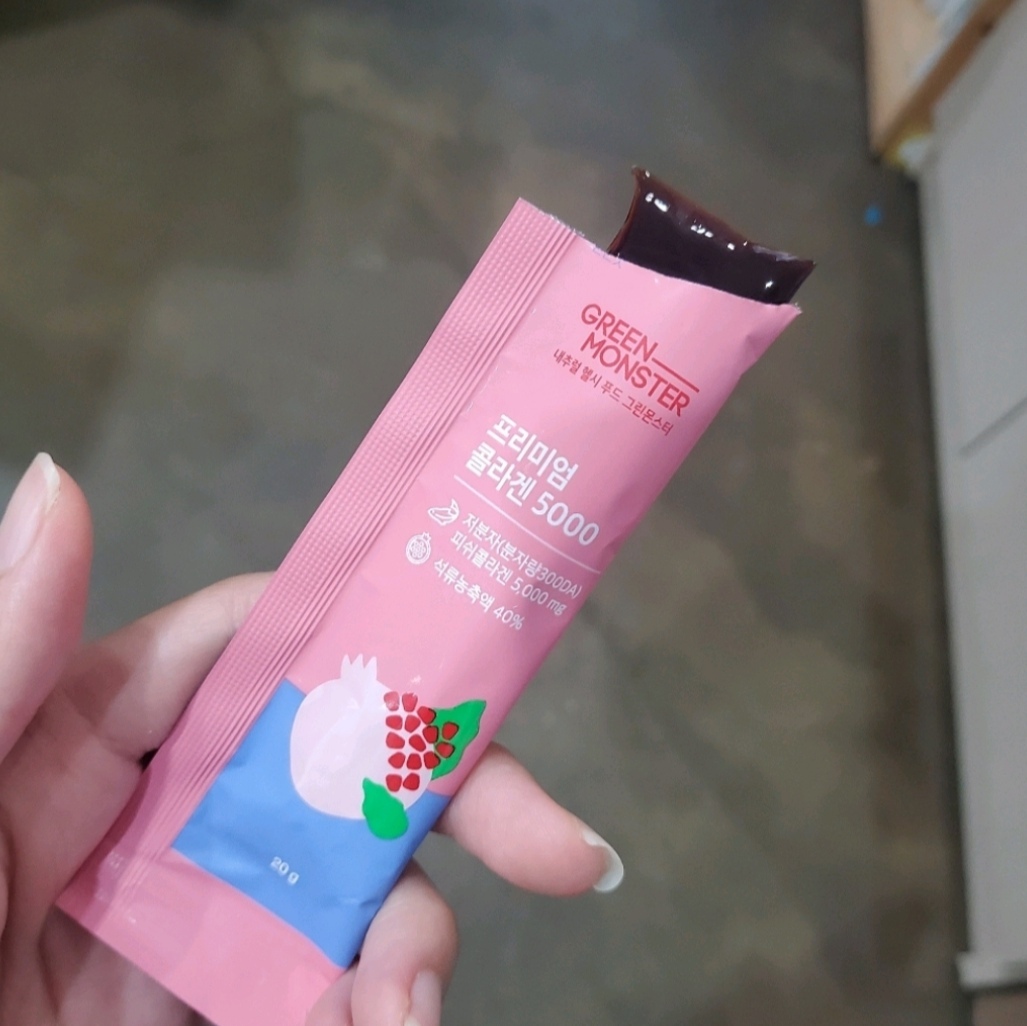 GREEN
MONSTER
내추럴 헬시 푸드 그린몬스터
프리미엄
콜라겐 5000
저분자(분자량300DA)
피쉬콜라겐 5,000 mg
석류농축액 40%
20 g